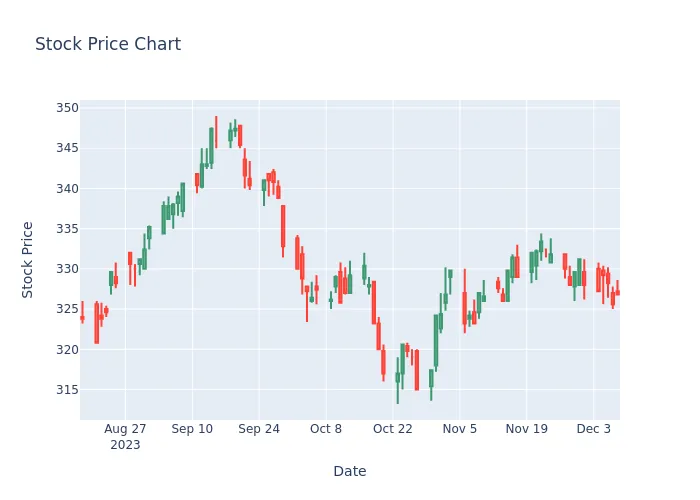 Stock Price Chart
350
345
340
335
330
325
320
315
Stock Price
Aug 27
2023
Sep 10
Sep 24
Oct 8
Oct 22
Nov 5
Nov 19
Dec 3
Date